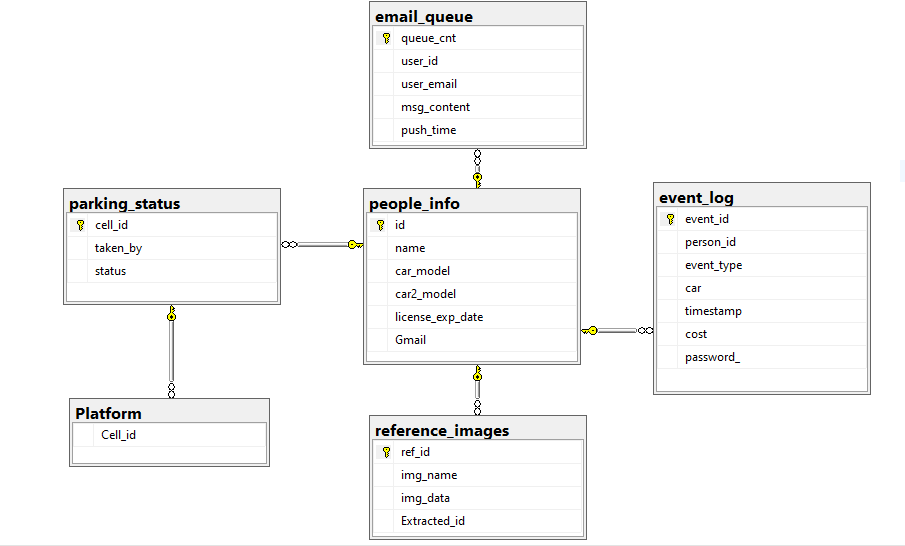 email_queue
queue_cnt
user_id
user_email
msg_content
push_time
parking_status
cell_id
taken_by
status
people_info
id
name
car_model
car2_model
license_exp_date
Gmail
event_log
event_id
person_id
event_type
car
timestamp
cost
password_
Platform
Cell_id
reference_images
ref_id
img_name
img_data
Extracted_id